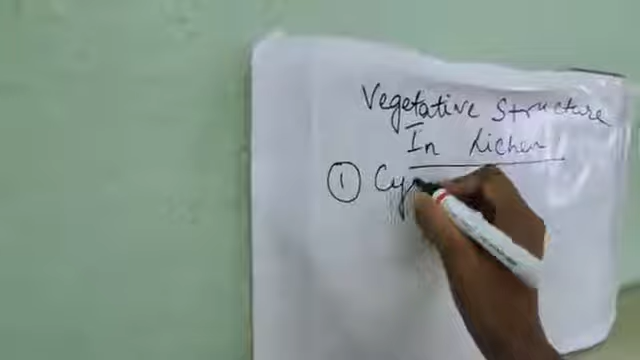 Vegetative Structure
In Lichen
① Cy